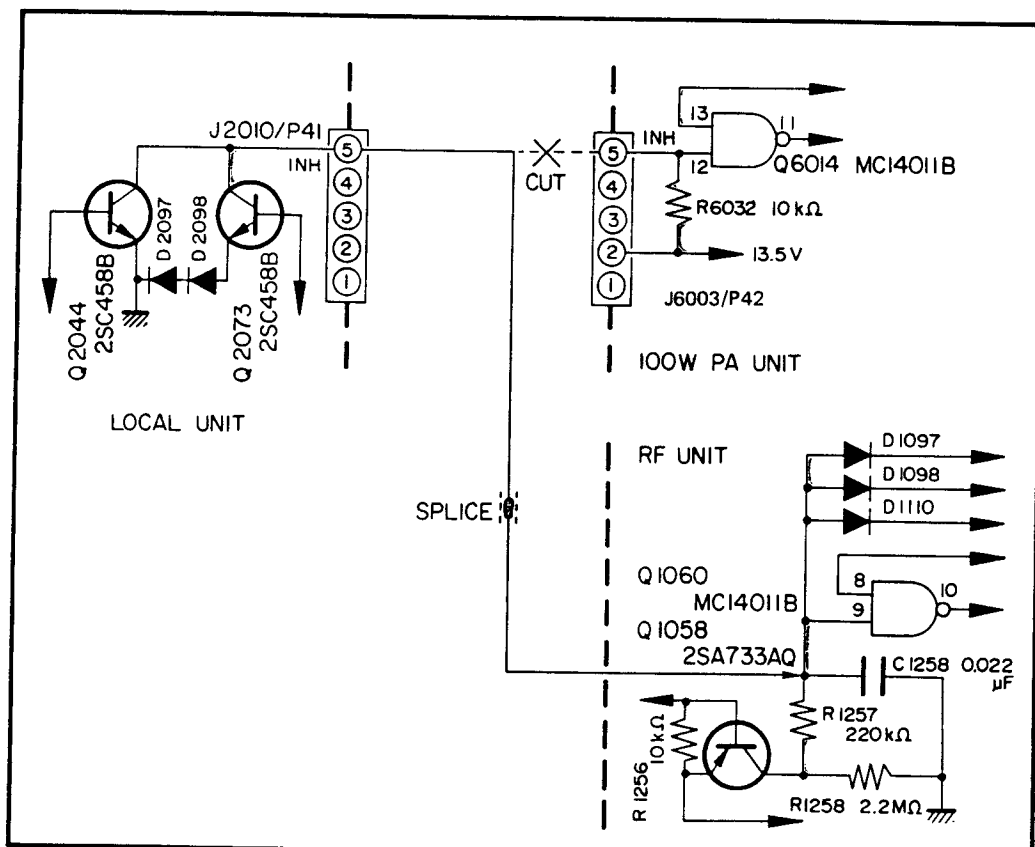 J2010/P41
INH
5
4
3
2
1
D2097
D2098
Q2044
2SC458B
Q2073
2SC458B
LOCAL UNIT
CUT
5
4
3
2
1
INH
13
12
11
Q6014 MC14011B
R6032 10kΩ
13.5V
J6003/P42
100W PA UNIT
RF UNIT
SPLICE
D1097
D1098
D1110
Q1060
MC14011B
8
9
10
Q1058
2SA733AQ
C1258 0.022
µF
R1257
220kΩ
R1256
10kΩ
R1258 2.2MΩ